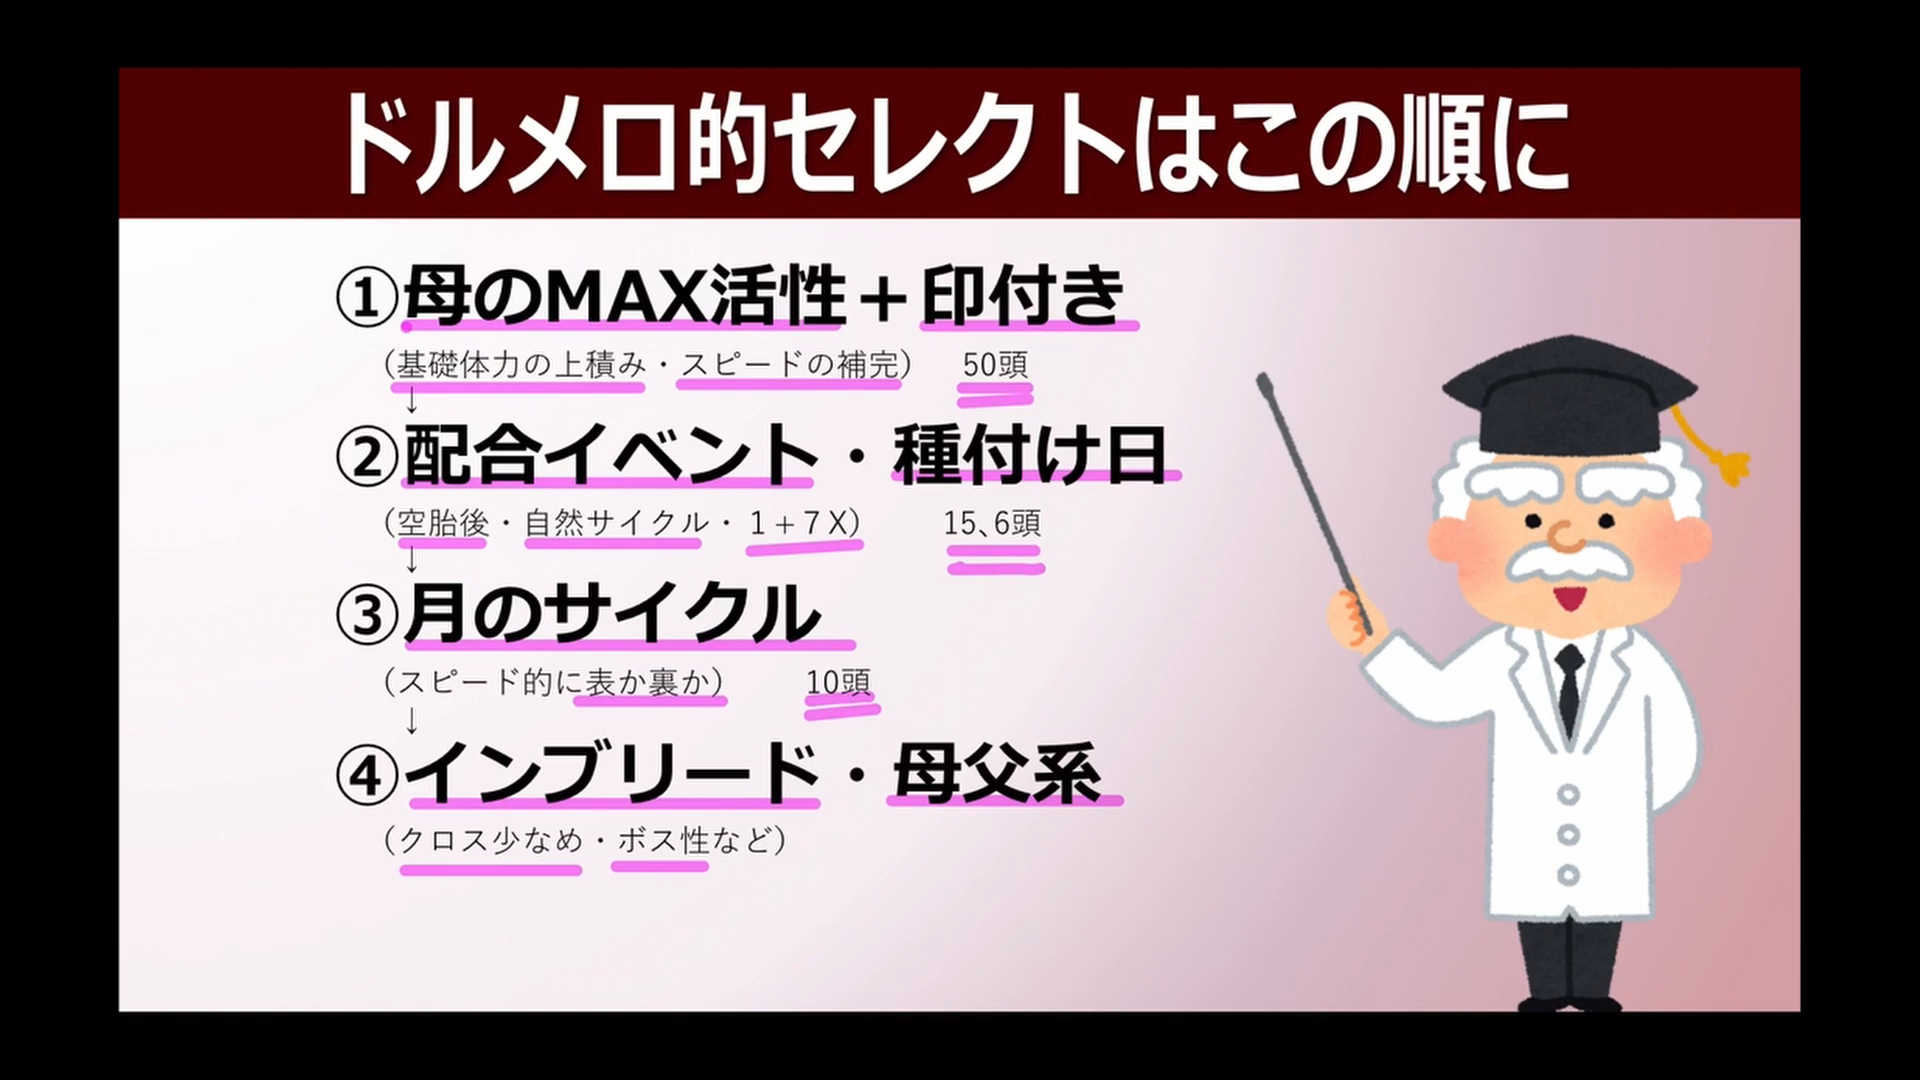 ドルメロ的セレクトはこの順に
①母のMAX活性＋印付き
（基礎体力の上積み・スピードの補完） 50頭
↓
②配合イベント・種付け日
（空胎後・自然サイクル・１＋７X） 15、6頭
↓
③月のサイクル
（スピード的に表か裏か） 10頭
↓
④インブリード・母父系
（クロス少なめ・ボス性など）